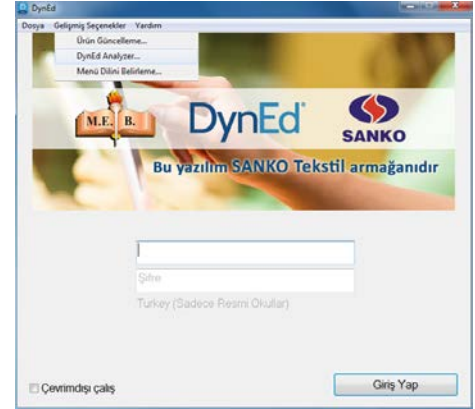 DynEd
Dosya Gelişmiş Seçenekler Yardım
Ürün Güncelleme...
DynEd Analyzer...
Menü Dilini Belirleme...
M.E. B.
DynEd
SANKO
Bu yazılım SANKO Tekstil armağanıdır
Şifre
Turkey (Sadece Resmi Okullar)
Çevrimdışı çalış
Giriş Yap